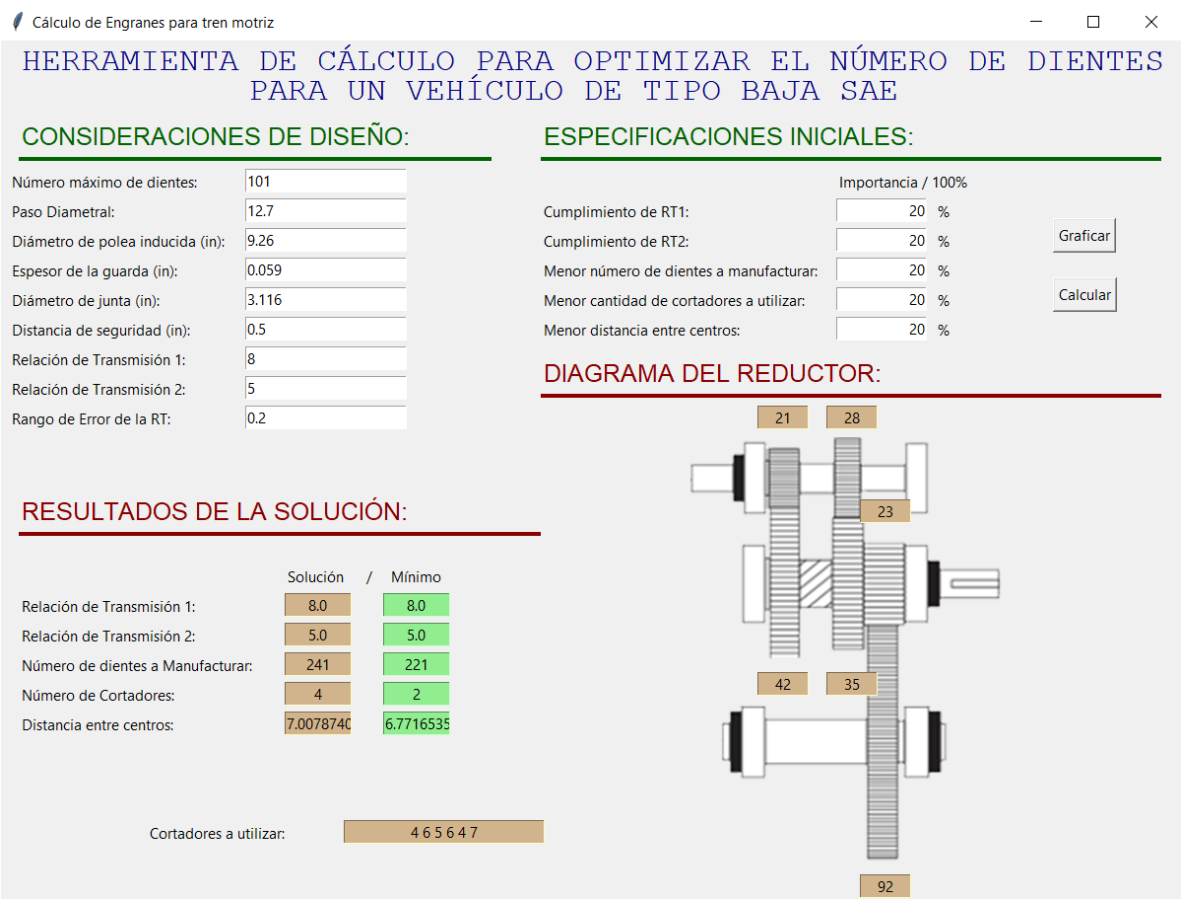 Cálculo de Engranes para tren motriz
HERRAMIENTA DE CÁLCULO PARA OPTIMIZAR EL NÚMERO DE DIENTES
PARA UN VEHÍCULO DE TIPO BAJA SAE
CONSIDERACIONES DE DISEÑO:
Número máximo de dientes: 101
Paso Diametral: 12.7
Diámetro de polea inducida (in): 9.26
Espesor de la guarda (in): 0.059
Diámetro de junta (in): 3.116
Distancia de seguridad (in): 0.5
Relación de Transmisión 1: 8
Relación de Transmisión 2: 5
Rango de Error de la RT: 0.2
ESPECIFICACIONES INICIALES:
Importancia / 100%
Cumplimiento de RT1: 20 %
Cumplimiento de RT2: 20 %
Menor número de dientes a manufacturar: 20 %
Menor cantidad de cortadores a utilizar: 20 %
Menor distancia entre centros: 20 %
Graficar
Calcular
DIAGRAMA DEL REDUCTOR:
21 28
23
42 35
92
RESULTADOS DE LA SOLUCIÓN:
Solución / Mínimo
Relación de Transmisión 1: 8.0 8.0
Relación de Transmisión 2: 5.0 5.0
Número de dientes a Manufacturar: 241 221
Número de Cortadores: 4 2
Distancia entre centros: 7.0078740 6.7716535
Cortadores a utilizar: 4 6 5 6 4 7